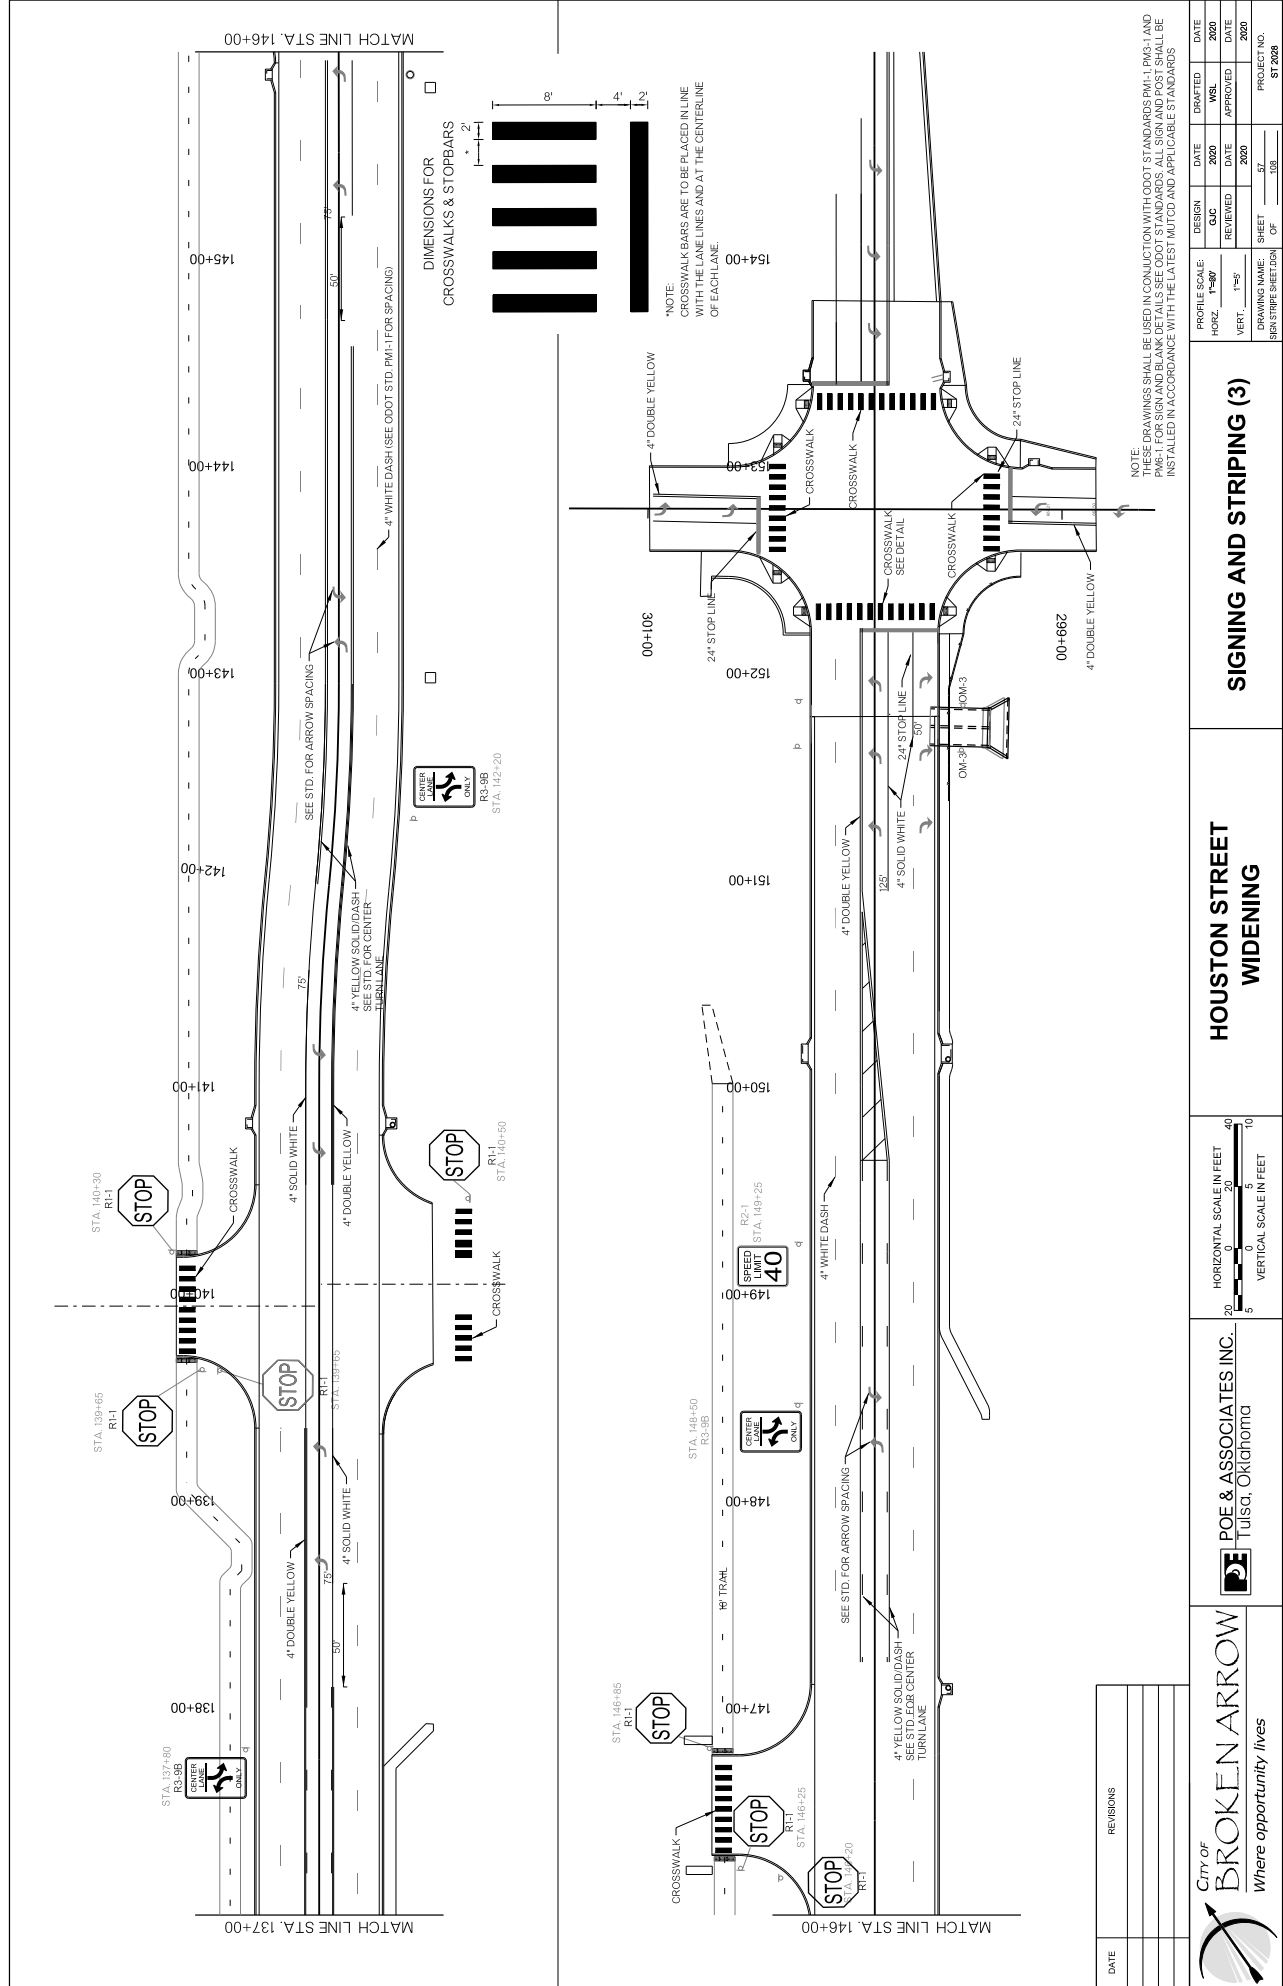 MATCH LINE STA. 137+00
138+00
139+00
140+00
141+00
142+00
143+00
144+00
145+00
MATCH LINE STA. 146+00
STA. 137+80
R3-9B
CENTER
LANE
ONLY
STA. 139+65
R1-1
STOP
STOP
R1-1
STA. 139+65
STA. 140+30
R1-1
STOP
CROSSWALK
4" DOUBLE YELLOW
75'
4" SOLID WHITE
50'
CROSSWALK
STOP
R1-1
STA. 140+50
4" SOLID WHITE
4" DOUBLE YELLOW
75'
4" YELLOW SOLID/DASH
SEE STD. FOR CENTER
TURN LANE
SEE STD. FOR ARROW SPACING
CENTER
LANE
ONLY
R3-9B
STA. 142+20
4" WHITE DASH (SEE ODOT STD. PM1-1 FOR SPACING)
50'
75'
DIMENSIONS FOR
CROSSWALKS & STOPBARS
8'
4'
2'
2'
*
*NOTE:
CROSSWALK BARS ARE TO BE PLACED IN LINE
WITH THE LANE LINES AND AT THE CENTERLINE
OF EACH LANE.
MATCH LINE STA. 146+00
147+00
148+00
149+00
150+00
151+00
152+00
153+00
154+00
301+00
299+00
CROSSWALK
STOP
R1-1
STA. 146+25
STOP
R1-1
STA. 146+20
STA. 146+85
R1-1
STOP
10' TRAIL
4" YELLOW SOLID/DASH
SEE STD. FOR CENTER
TURN LANE
SEE STD. FOR ARROW SPACING
STA. 148+50
R3-9B
CENTER
LANE
ONLY
R2-1
STA. 149+25
SPEED
LIMIT
40
4" WHITE DASH
4" DOUBLE YELLOW
125'
4" SOLID WHITE
24" STOP LINE
50'
OM-3
OM-3
24" STOP LINE
CROSSWALK
SEE DETAIL
CROSSWALK
CROSSWALK
CROSSWALK
4" DOUBLE YELLOW
4" DOUBLE YELLOW
24" STOP LINE
NOTE:
THESE DRAWINGS SHALL BE USED IN CONJUCTION WITH ODOT STANDARDS PM1-1, PM3-1 AND
PM6-1. FOR SIGN AND BLANK DETAILS SEE ODOT STANDARDS. ALL SIGN AND POST SHALL BE
INSTALLED IN ACCORDANCE WITH THE LATEST MUTCD AND APPLICABLE STANDARDS
DATE
REVISIONS
CITY OF
BROKEN ARROW
Where opportunity lives
POE & ASSOCIATES INC.
Tulsa, Oklahoma
HORIZONTAL SCALE IN FEET
20 0 20 40
5 0 5 10
VERTICAL SCALE IN FEET
HOUSTON STREET
WIDENING
SIGNING AND STRIPING (3)
PROFILE SCALE:
HORZ. 1"=20'
VERT. 1"=5'
DRAWING NAME:
SIGN STRIPE SHEET.DGN
DESIGN DATE DRAFTED DATE
GJC 2020 WSL 2020
REVIEWED DATE APPROVED DATE
2020 2020
SHEET 57
OF 108
PROJECT NO.
ST 2028